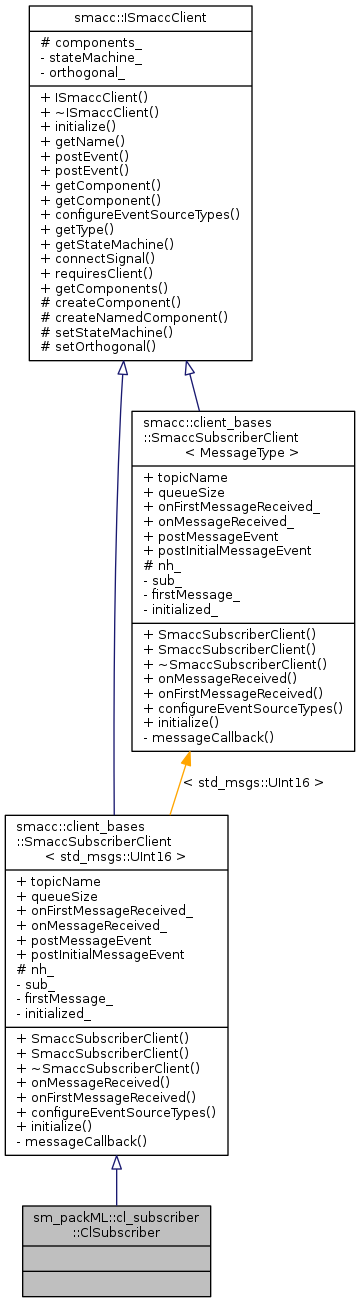 smacc::ISmaccClient
# components_
- stateMachine_
- orthogonal_
+ ISmaccClient()
+ ~ISmaccClient()
+ initialize()
+ getName()
+ postEvent()
+ postEvent()
+ getComponent()
+ getComponent()
+ configureEventSourceTypes()
+ getType()
+ getStateMachine()
+ connectSignal()
+ requiresClient()
+ getComponents()
# createComponent()
# createNamedComponent()
# setStateMachine()
# setOrthogonal()
smacc::client_bases
::SmaccSubscriberClient
< MessageType >
+ topicName
+ queueSize
+ onFirstMessageReceived_
+ onMessageReceived_
+ postMessageEvent
+ postInitialMessageEvent
# nh_
- sub_
- firstMessage_
- initialized_
+ SmaccSubscriberClient()
+ SmaccSubscriberClient()
+ ~SmaccSubscriberClient()
+ onMessageReceived()
+ onFirstMessageReceived()
+ configureEventSourceTypes()
+ initialize()
- messageCallback()
< std_msgs::UInt16 >
smacc::client_bases
::SmaccSubscriberClient
< std_msgs::UInt16 >
+ topicName
+ queueSize
+ onFirstMessageReceived_
+ onMessageReceived_
+ postMessageEvent
+ postInitialMessageEvent
# nh_
- sub_
- firstMessage_
- initialized_
+ SmaccSubscriberClient()
+ SmaccSubscriberClient()
+ ~SmaccSubscriberClient()
+ onMessageReceived()
+ onFirstMessageReceived()
+ configureEventSourceTypes()
+ initialize()
- messageCallback()
sm_packML::cl_subscriber
::ClSubscriber